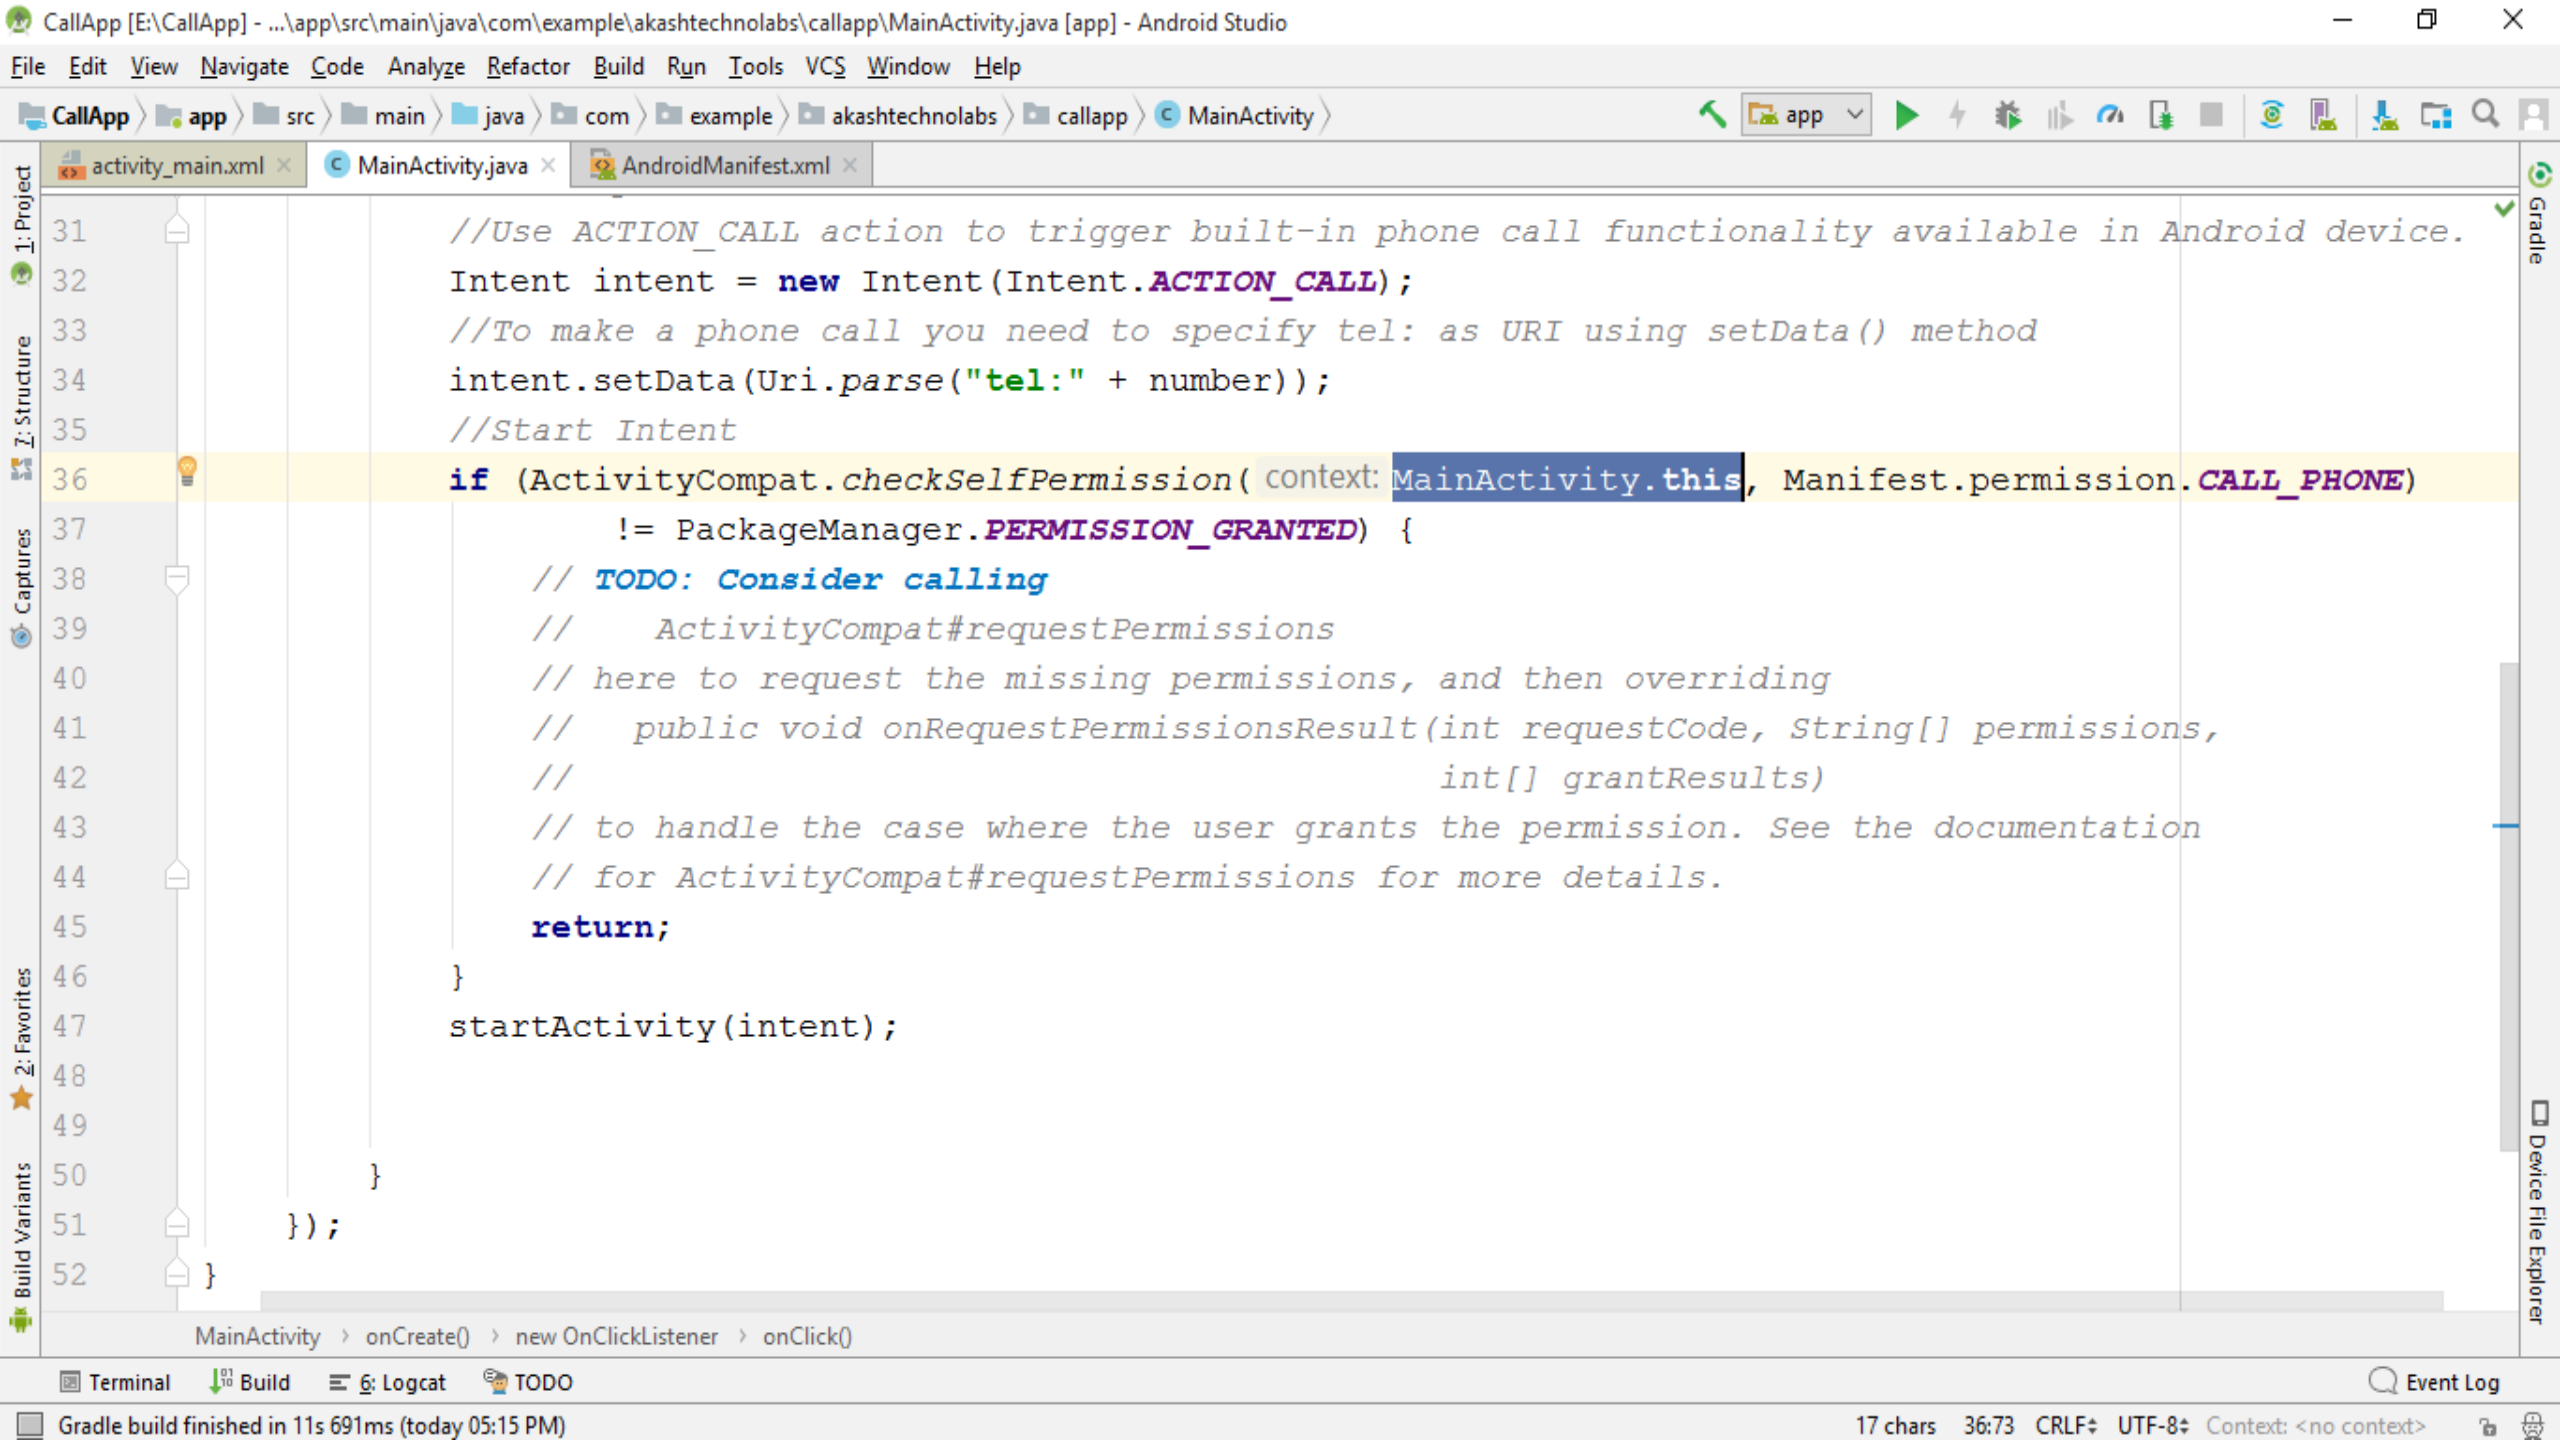 CallApp [E:\CallApp] - ...\app\src\main\java\com\example\akashtechnolabs\callapp\MainActivity.java [app] - Android Studio
File Edit View Navigate Code Analyze Refactor Build Run Tools VCS Window Help
CallApp app src main java com example akashtechnolabs callapp MainActivity app
activity_main.xml MainActivity.java AndroidManifest.xml
1: Project
7: Structure
Captures
2: Favorites
Build Variants
31 //Use ACTION_CALL action to trigger built-in phone call functionality available in Android device.
32 Intent intent = new Intent(Intent.ACTION_CALL);
33 //To make a phone call you need to specify tel: as URI using setData() method
34 intent.setData(Uri.parse("tel:" + number));
35 //Start Intent
36 if (ActivityCompat.checkSelfPermission( context: MainActivity.this, Manifest.permission.CALL_PHONE)
37 != PackageManager.PERMISSION_GRANTED) {
38 // TODO: Consider calling
39 //    ActivityCompat#requestPermissions
40 // here to request the missing permissions, and then overriding
41 //   public void onRequestPermissionsResult(int requestCode, String[] permissions,
42 //                                          int[] grantResults)
43 // to handle the case where the user grants the permission. See the documentation
44 // for ActivityCompat#requestPermissions for more details.
45 return;
46 }
47 startActivity(intent);
48
49
50 }
51 });
52 }
Gradle
Device File Explorer
MainActivity › onCreate() › new OnClickListener › onClick()
Terminal Build 6: Logcat TODO Event Log
Gradle build finished in 11s 691ms (today 05:15 PM) 17 chars 36:73 CRLF UTF-8 Context: <no context>